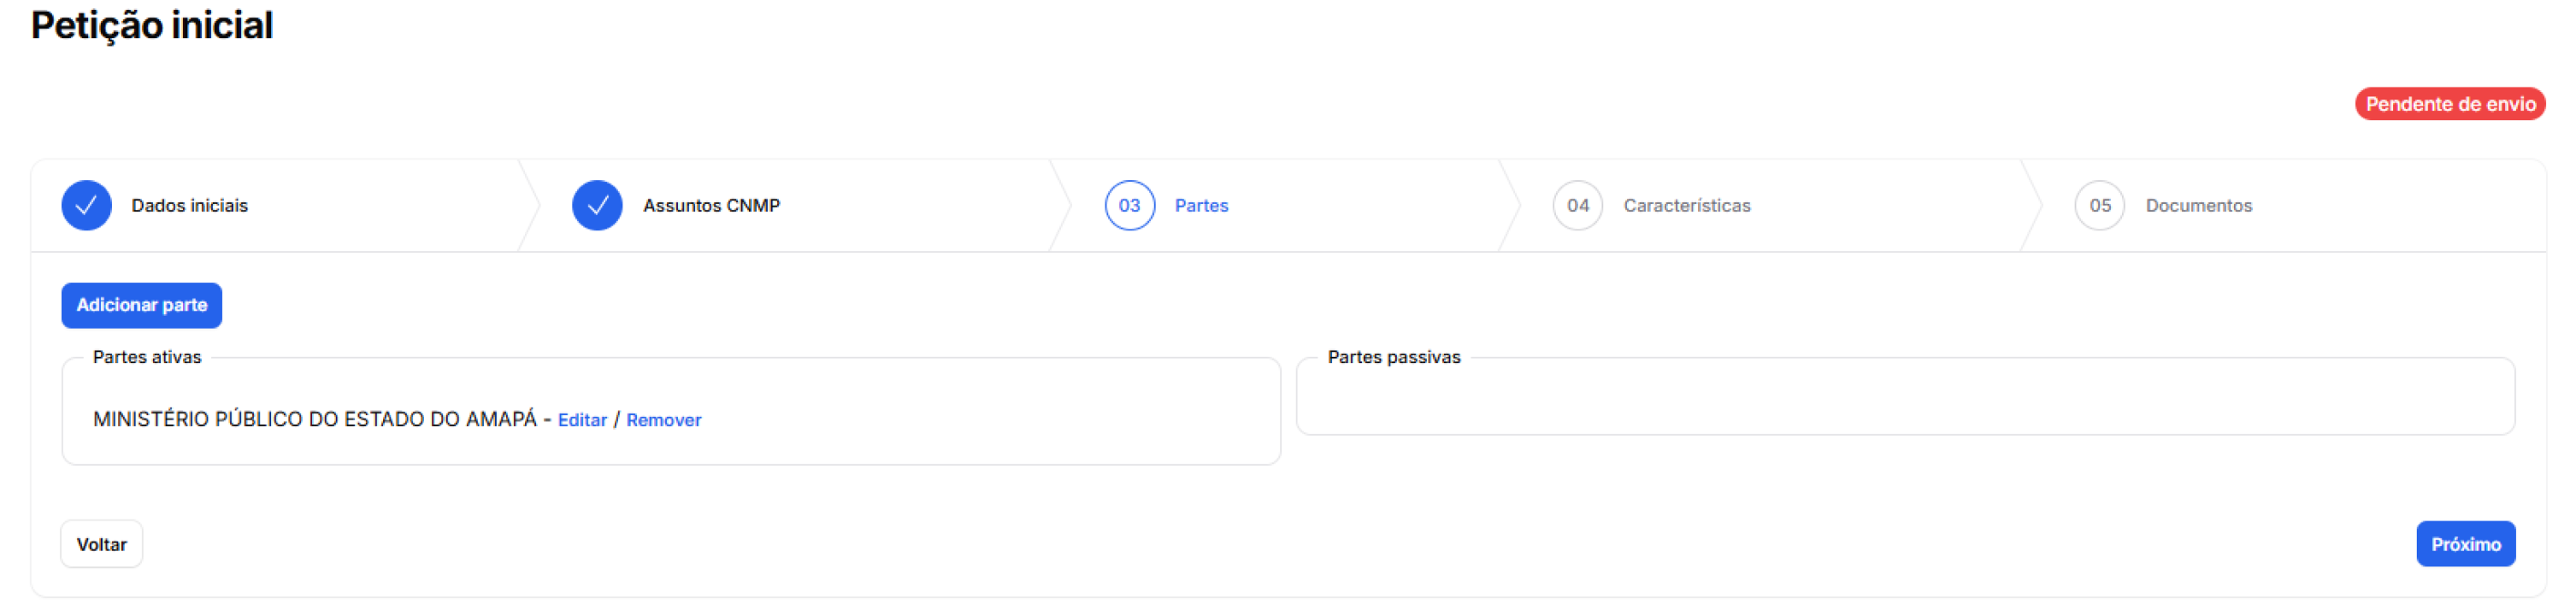 Petição inicial
Pendente de envio
Dados iniciais
Assuntos CNMP
03 Partes
04 Características
05 Documentos
Adicionar parte
Partes ativas
MINISTÉRIO PÚBLICO DO ESTADO DO AMAPÁ - Editar / Remover
Partes passivas
Voltar
Próximo